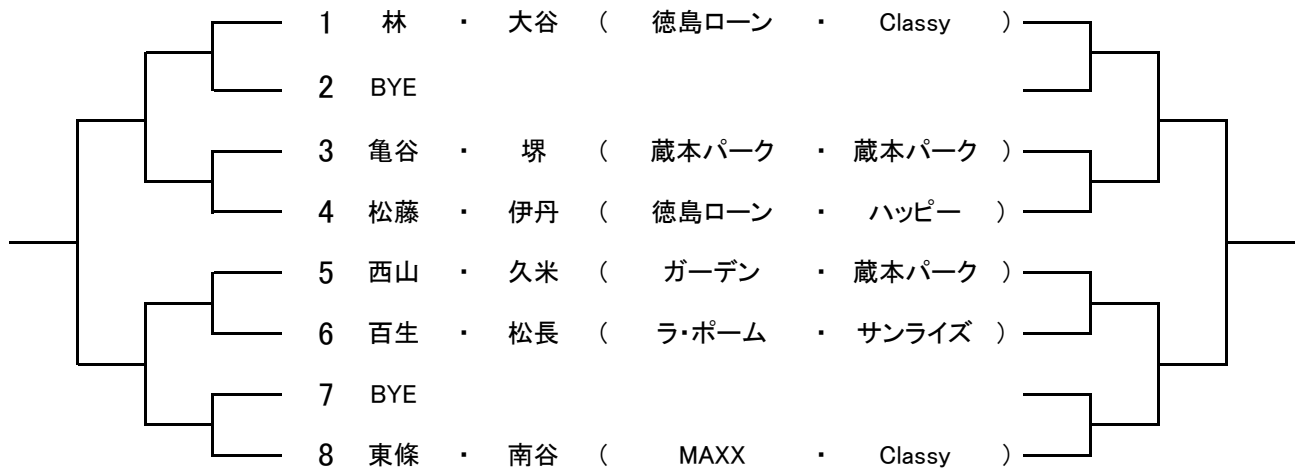 1 林 ・ 大谷 ( 徳島ローン ・ Classy )
2 BYE
3 亀谷 ・ 堺 ( 蔵本パーク ・ 蔵本パーク )
4 松藤 ・ 伊丹 ( 徳島ローン ・ ハッピー )
5 西山 ・ 久米 ( ガーデン ・ 蔵本パーク )
6 百生 ・ 松長 ( ラ・ポーム ・ サンライズ )
7 BYE
8 東條 ・ 南谷 ( MAXX ・ Classy )